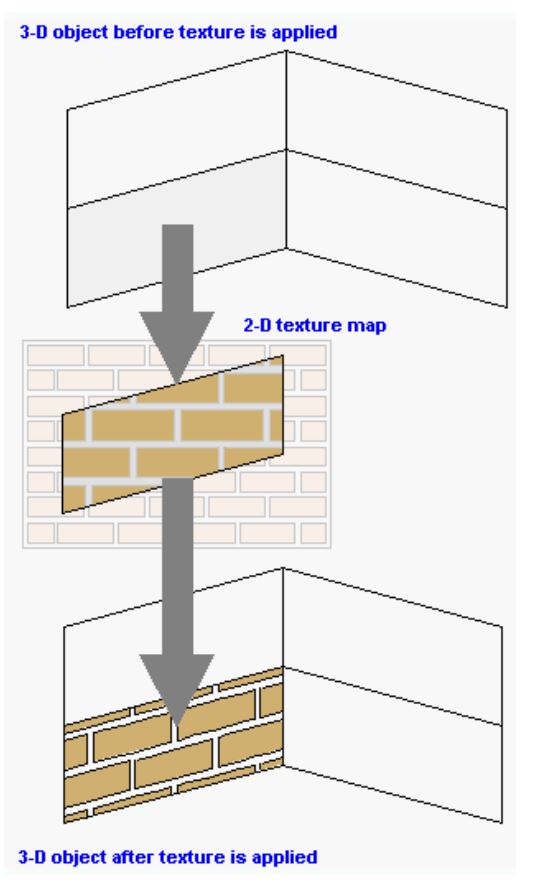 3-D object before texture is applied
2-D texture map
3-D object after texture is applied